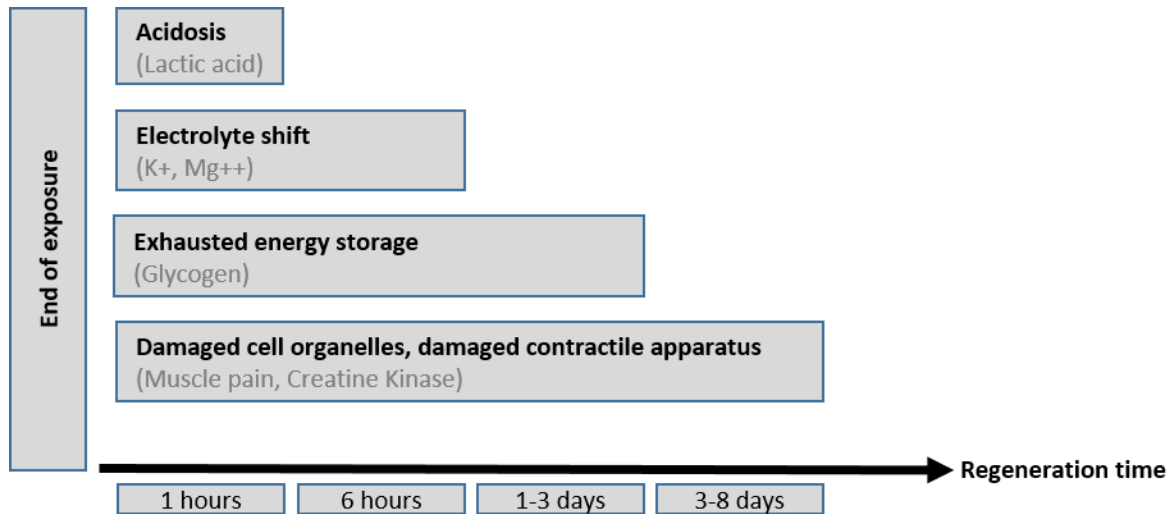 End of exposure
Acidosis
(Lactic acid)
Electrolyte shift
(K+, Mg++)
Exhausted energy storage
(Glycogen)
Damaged cell organelles, damaged contractile apparatus
(Muscle pain, Creatine Kinase)
Regeneration time
1 hours
6 hours
1-3 days
3-8 days